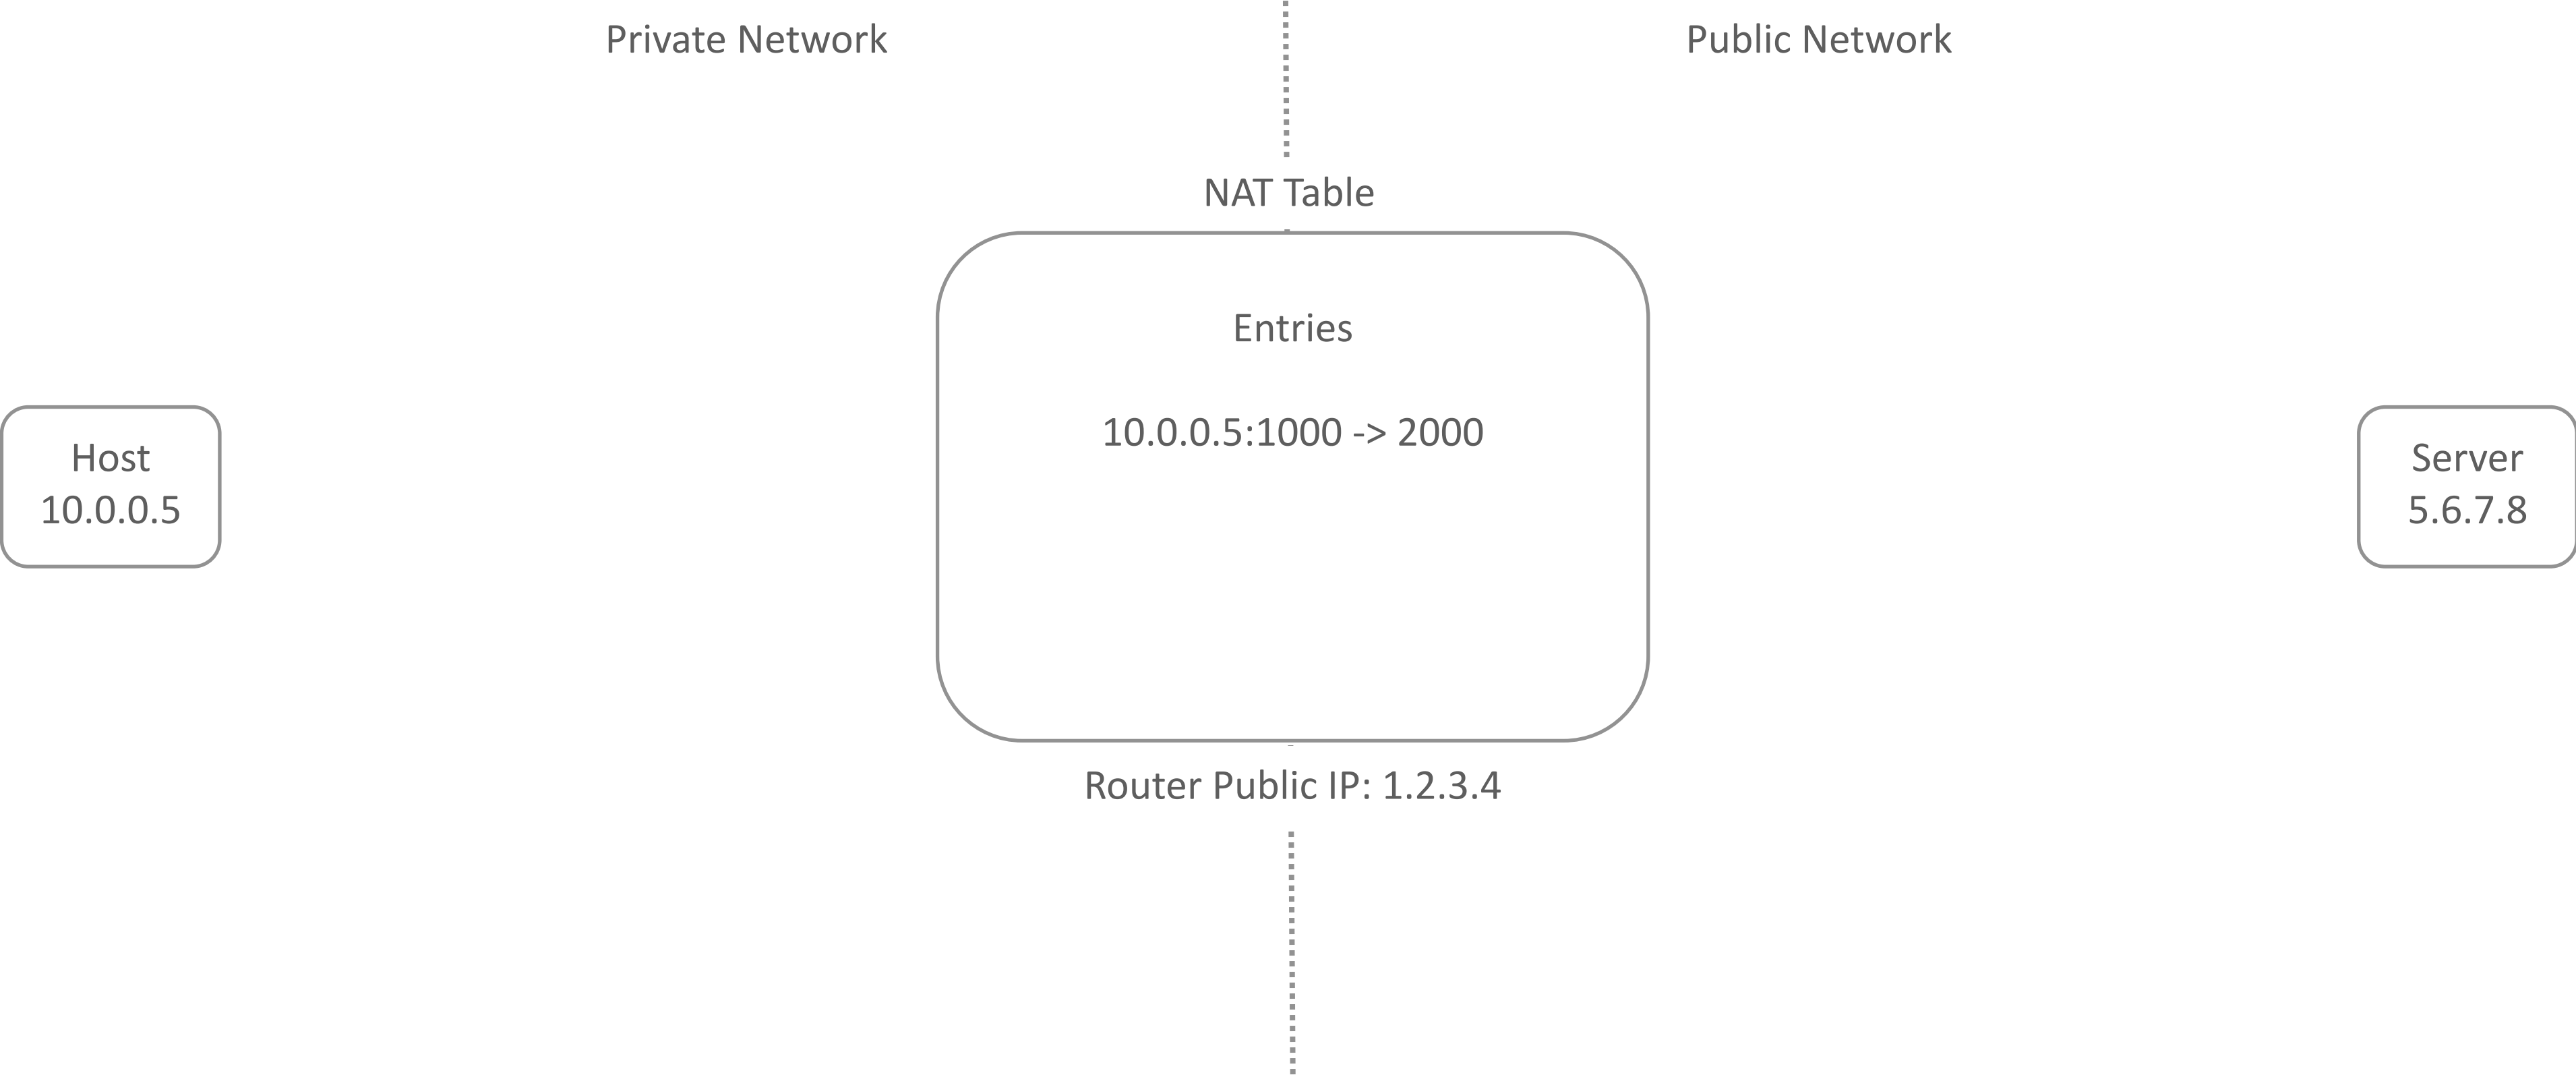 Private Network
Public Network
NAT Table
Entries
10.0.0.5:1000 -> 2000
Host
10.0.0.5
Server
5.6.7.8
Router Public IP: 1.2.3.4